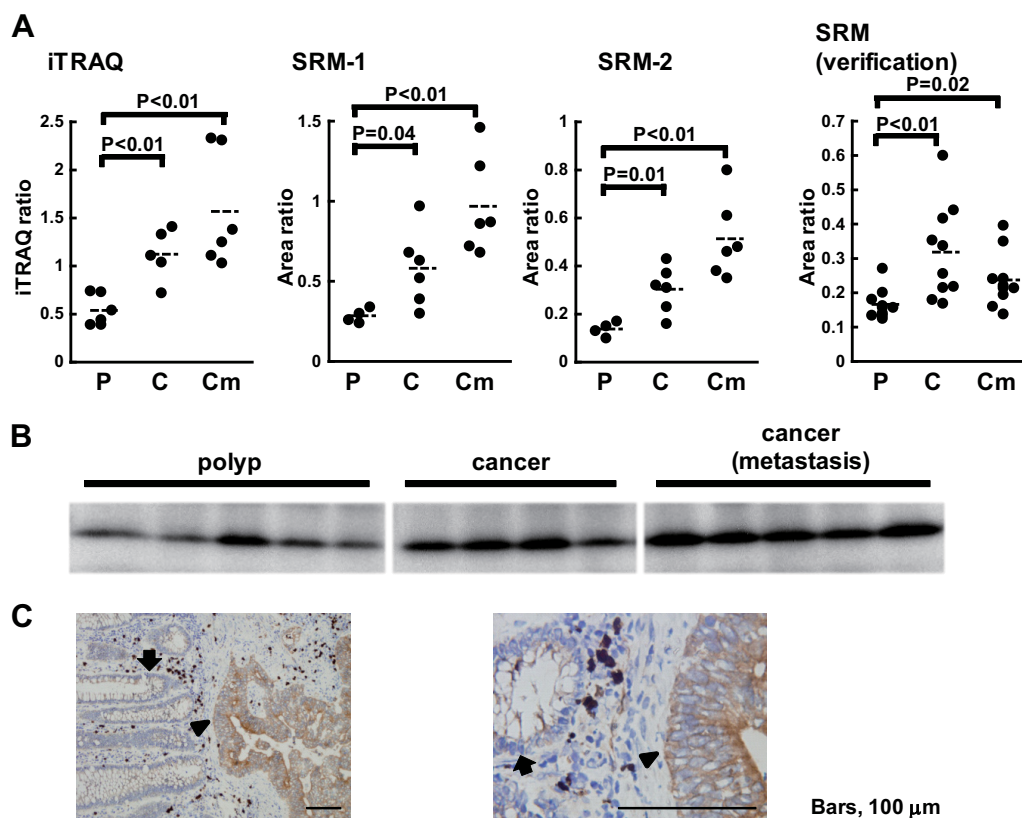 A
iTRAQ
P<0.01
P<0.01
2.5
2
1.5
1
0.5
0
iTRAQ ratio
P C Cm
SRM-1
P<0.01
P=0.04
1.5
1
0.5
0
Area ratio
P C Cm
SRM-2
P<0.01
P=0.01
1
0.8
0.6
0.4
0.2
0
Area ratio
P C Cm
SRM
(verification)
P=0.02
P<0.01
0.7
0.6
0.5
0.4
0.3
0.2
0.1
0
Area ratio
P C Cm
B
polyp
cancer
cancer
(metastasis)
C
Bars, 100 μm